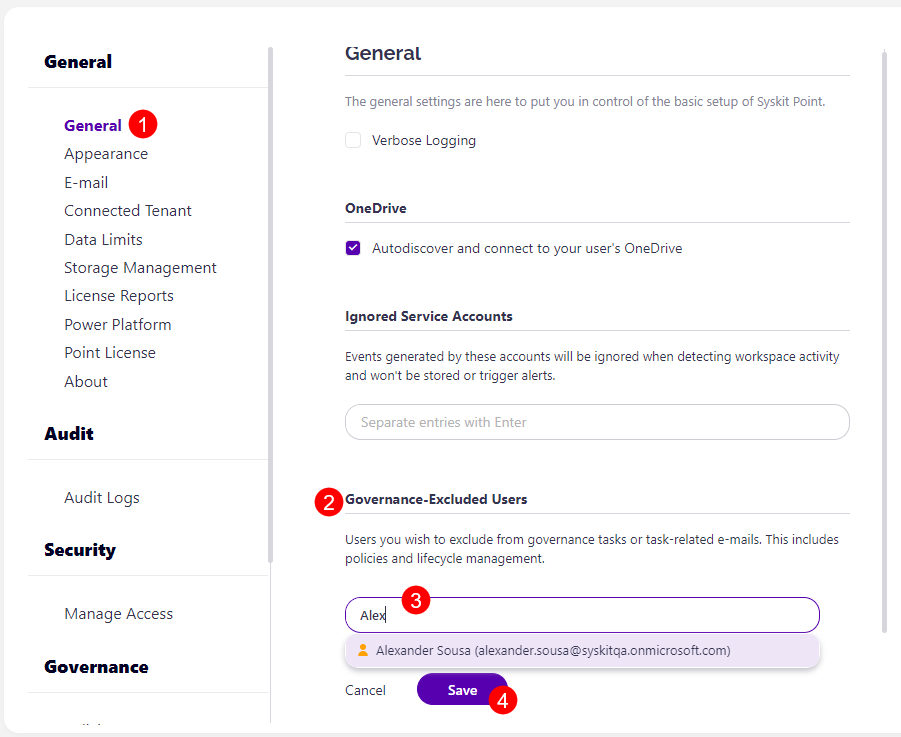 General
General 1
Appearance
E-mail
Connected Tenant
Data Limits
Storage Management
License Reports
Power Platform
Point License
About
Audit
Audit Logs
Security
Manage Access
Governance
General
The general settings are here to put you in control of the basic setup of Syskit Point.
Verbose Logging
OneDrive
Autodiscover and connect to your user's OneDrive
Ignored Service Accounts
Events generated by these accounts will be ignored when detecting workspace activity
and won't be stored or trigger alerts.
Separate entries with Enter
2 Governance-Excluded Users
Users you wish to exclude from governance tasks or task-related e-mails. This includes
policies and lifecycle management.
Alex 3
Alexander Sousa (alexander.sousa@syskitqa.onmicrosoft.com)
Cancel Save 4